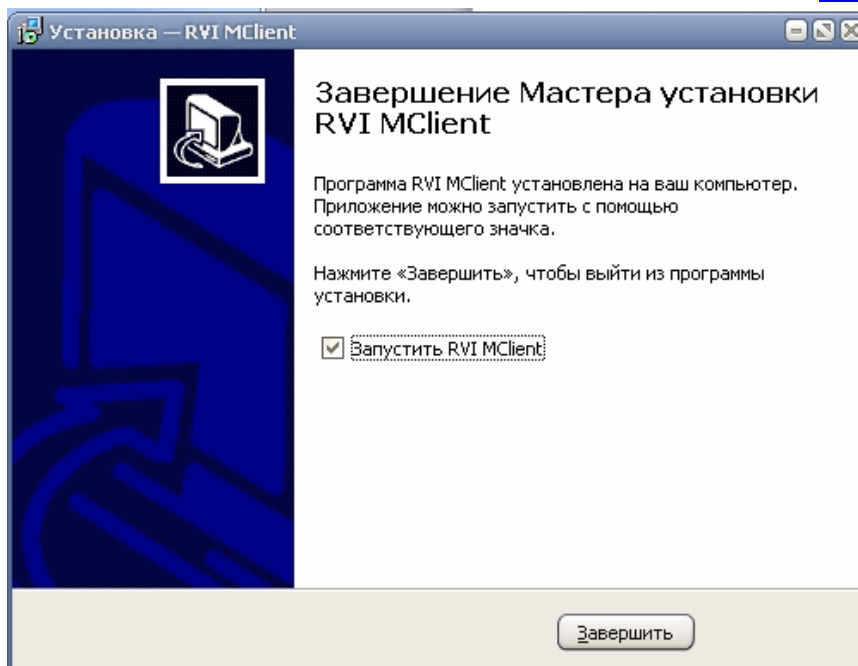 Установка — RVI MClient
Завершение Мастера установки
RVI MClient
Программа RVI MClient установлена на ваш компьютер.
Приложение можно запустить с помощью
соответствующего значка.
Нажмите «Завершить», чтобы выйти из программы
установки.
Запустить RVI MClient
Завершить